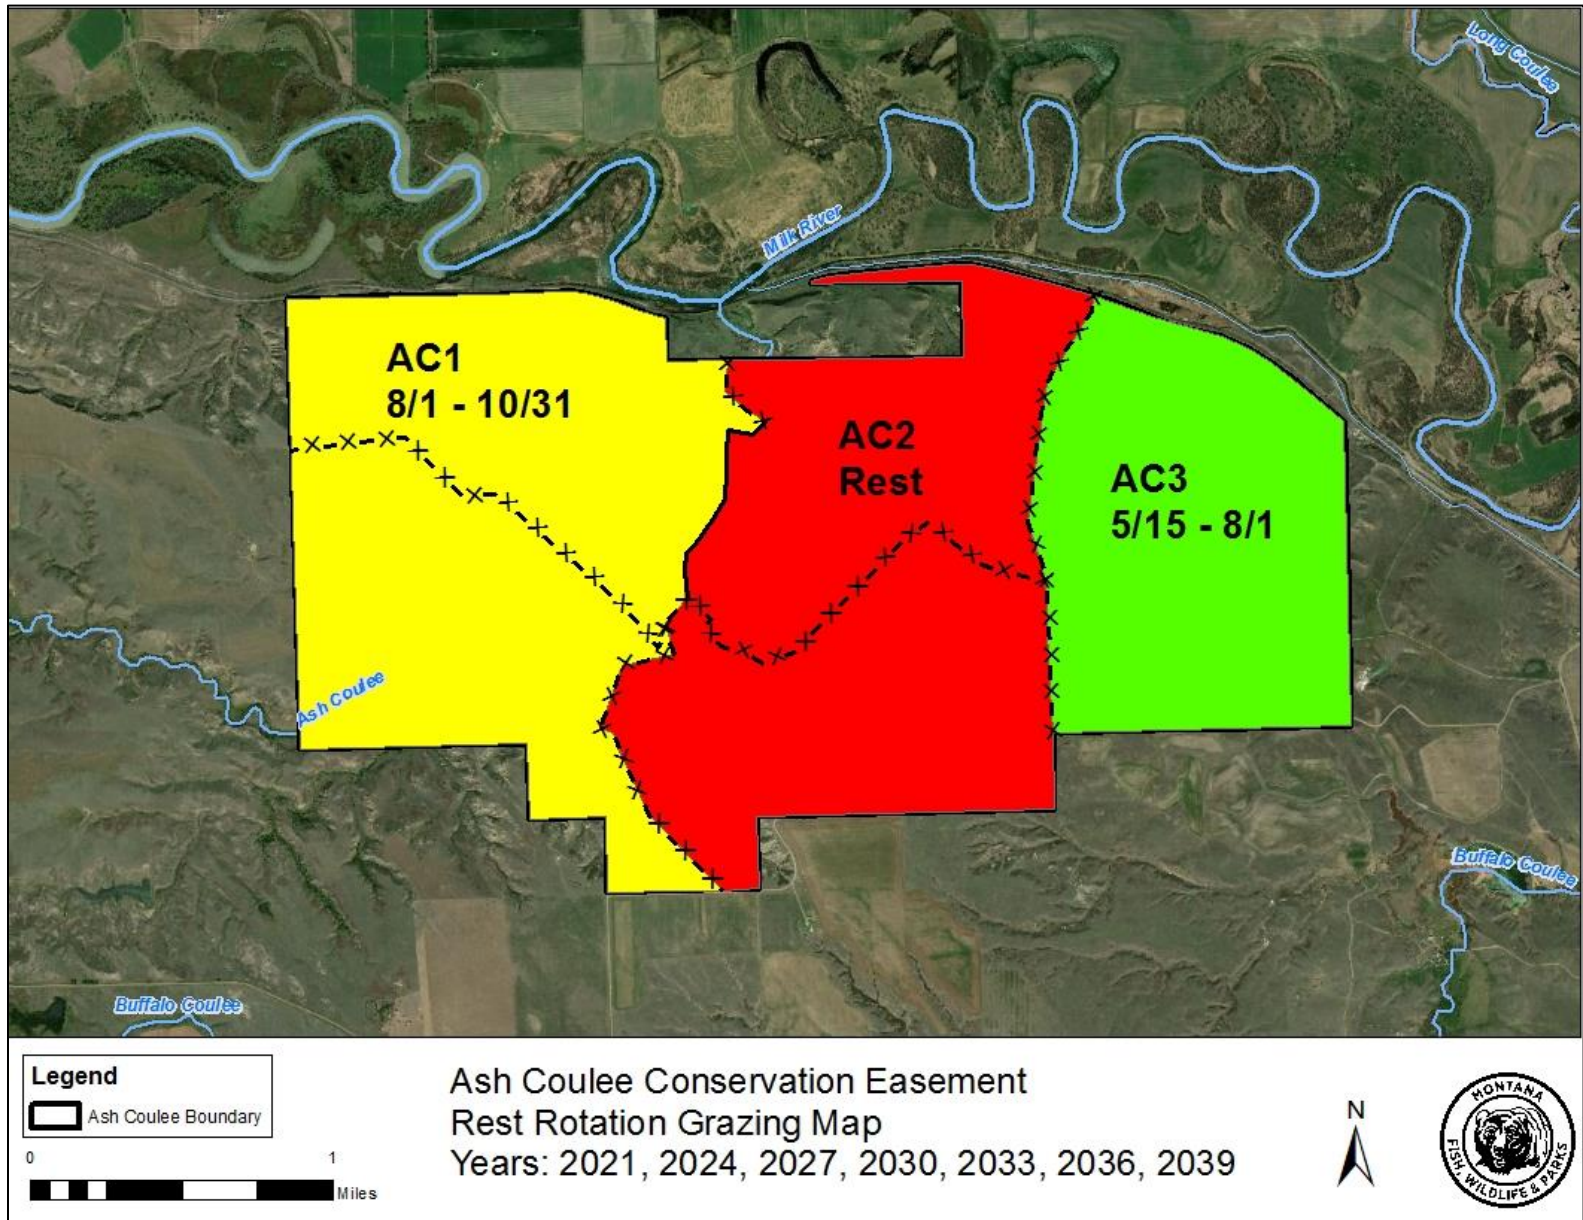 Long Coulee
Milk River
AC1
8/1 - 10/31
AC2
Rest
AC3
5/15 - 8/1
Ash Coulee
Buffalo Coulee
Buffalo Coulee
Legend
Ash Coulee Boundary
0 1
Miles
Ash Coulee Conservation Easement
Rest Rotation Grazing Map
Years: 2021, 2024, 2027, 2030, 2033, 2036, 2039
N
MONTANA
FISH, WILDLIFE & PARKS